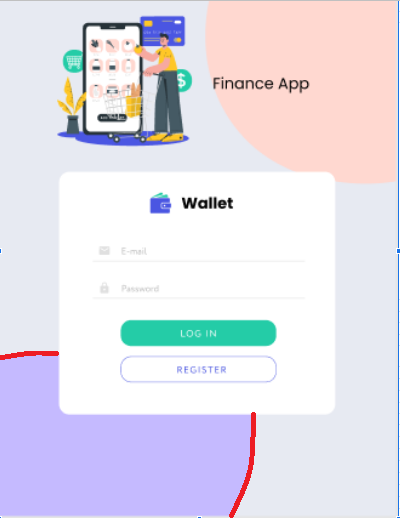 Finance App
Wallet
E-mail
Password
LOG IN
REGISTER